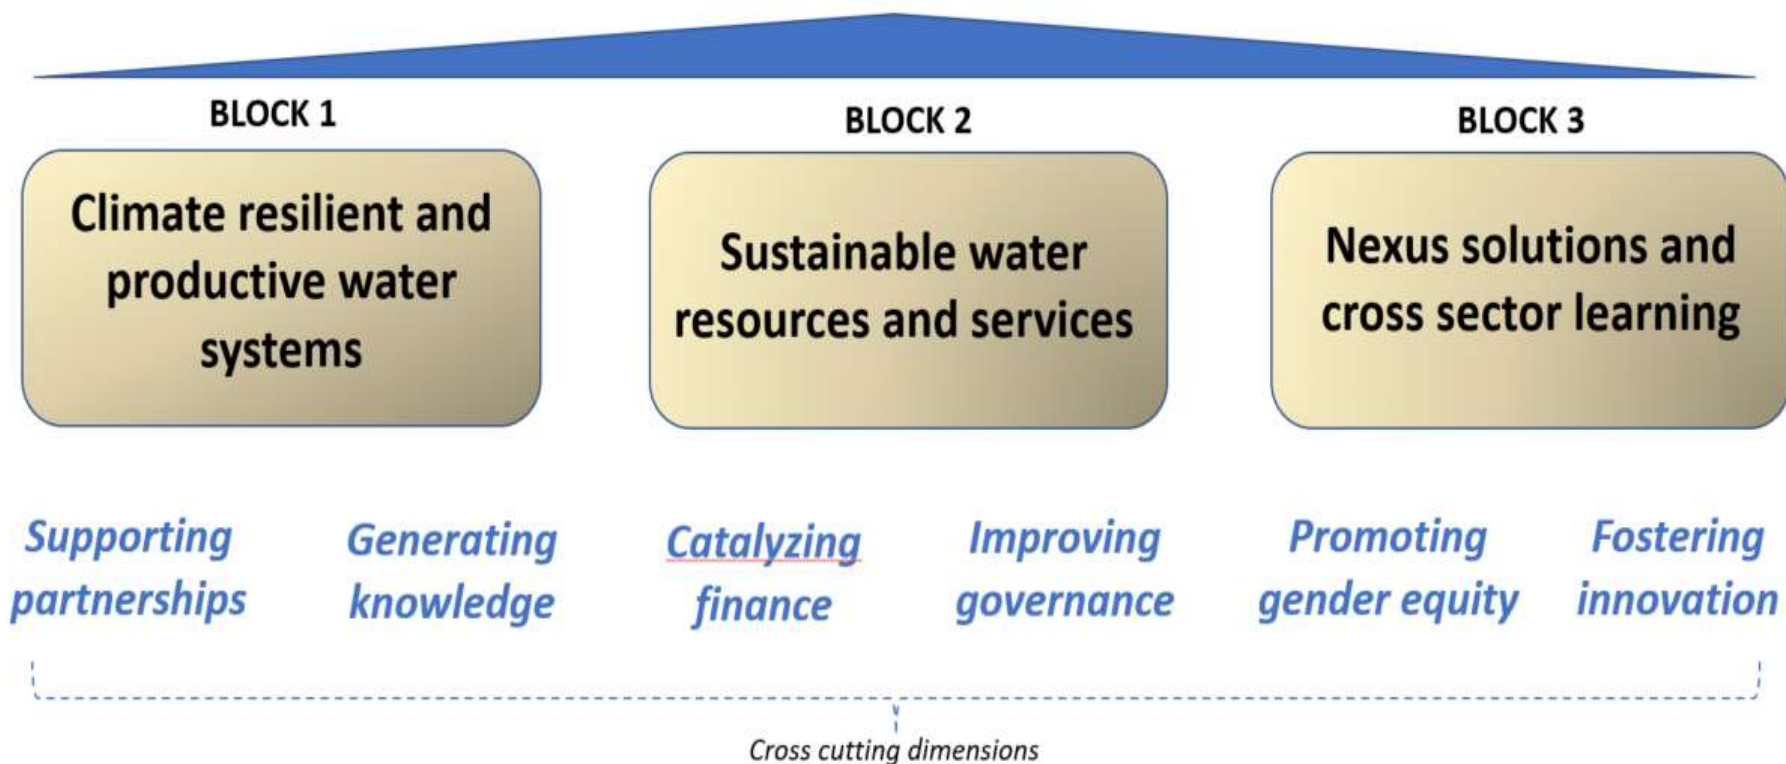 BLOCK 1
Climate resilient and
productive water
systems
BLOCK 2
Sustainable water
resources and services
BLOCK 3
Nexus solutions and
cross sector learning
Supporting
partnerships
Generating
knowledge
Catalyzing
finance
Improving
governance
Promoting
gender equity
Fostering
innovation
Cross cutting dimensions